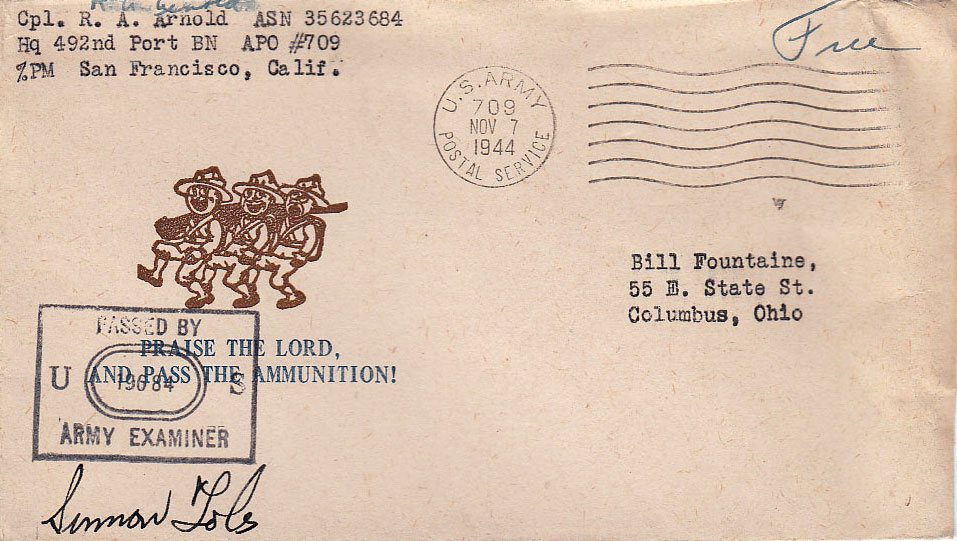 Cpl. R. A. Arnold ASN 35623684
Hq 492nd Port BN APO #709
%PM San Francisco, Calif.
Free
U.S. ARMY
709
NOV 7
1944
POSTAL SERVICE
Bill Fountaine,
55 E. State St.
Columbus, Ohio
PASSED BY
PRAISE THE LORD,
AND PASS THE AMMUNITION!
U S
ARMY EXAMINER